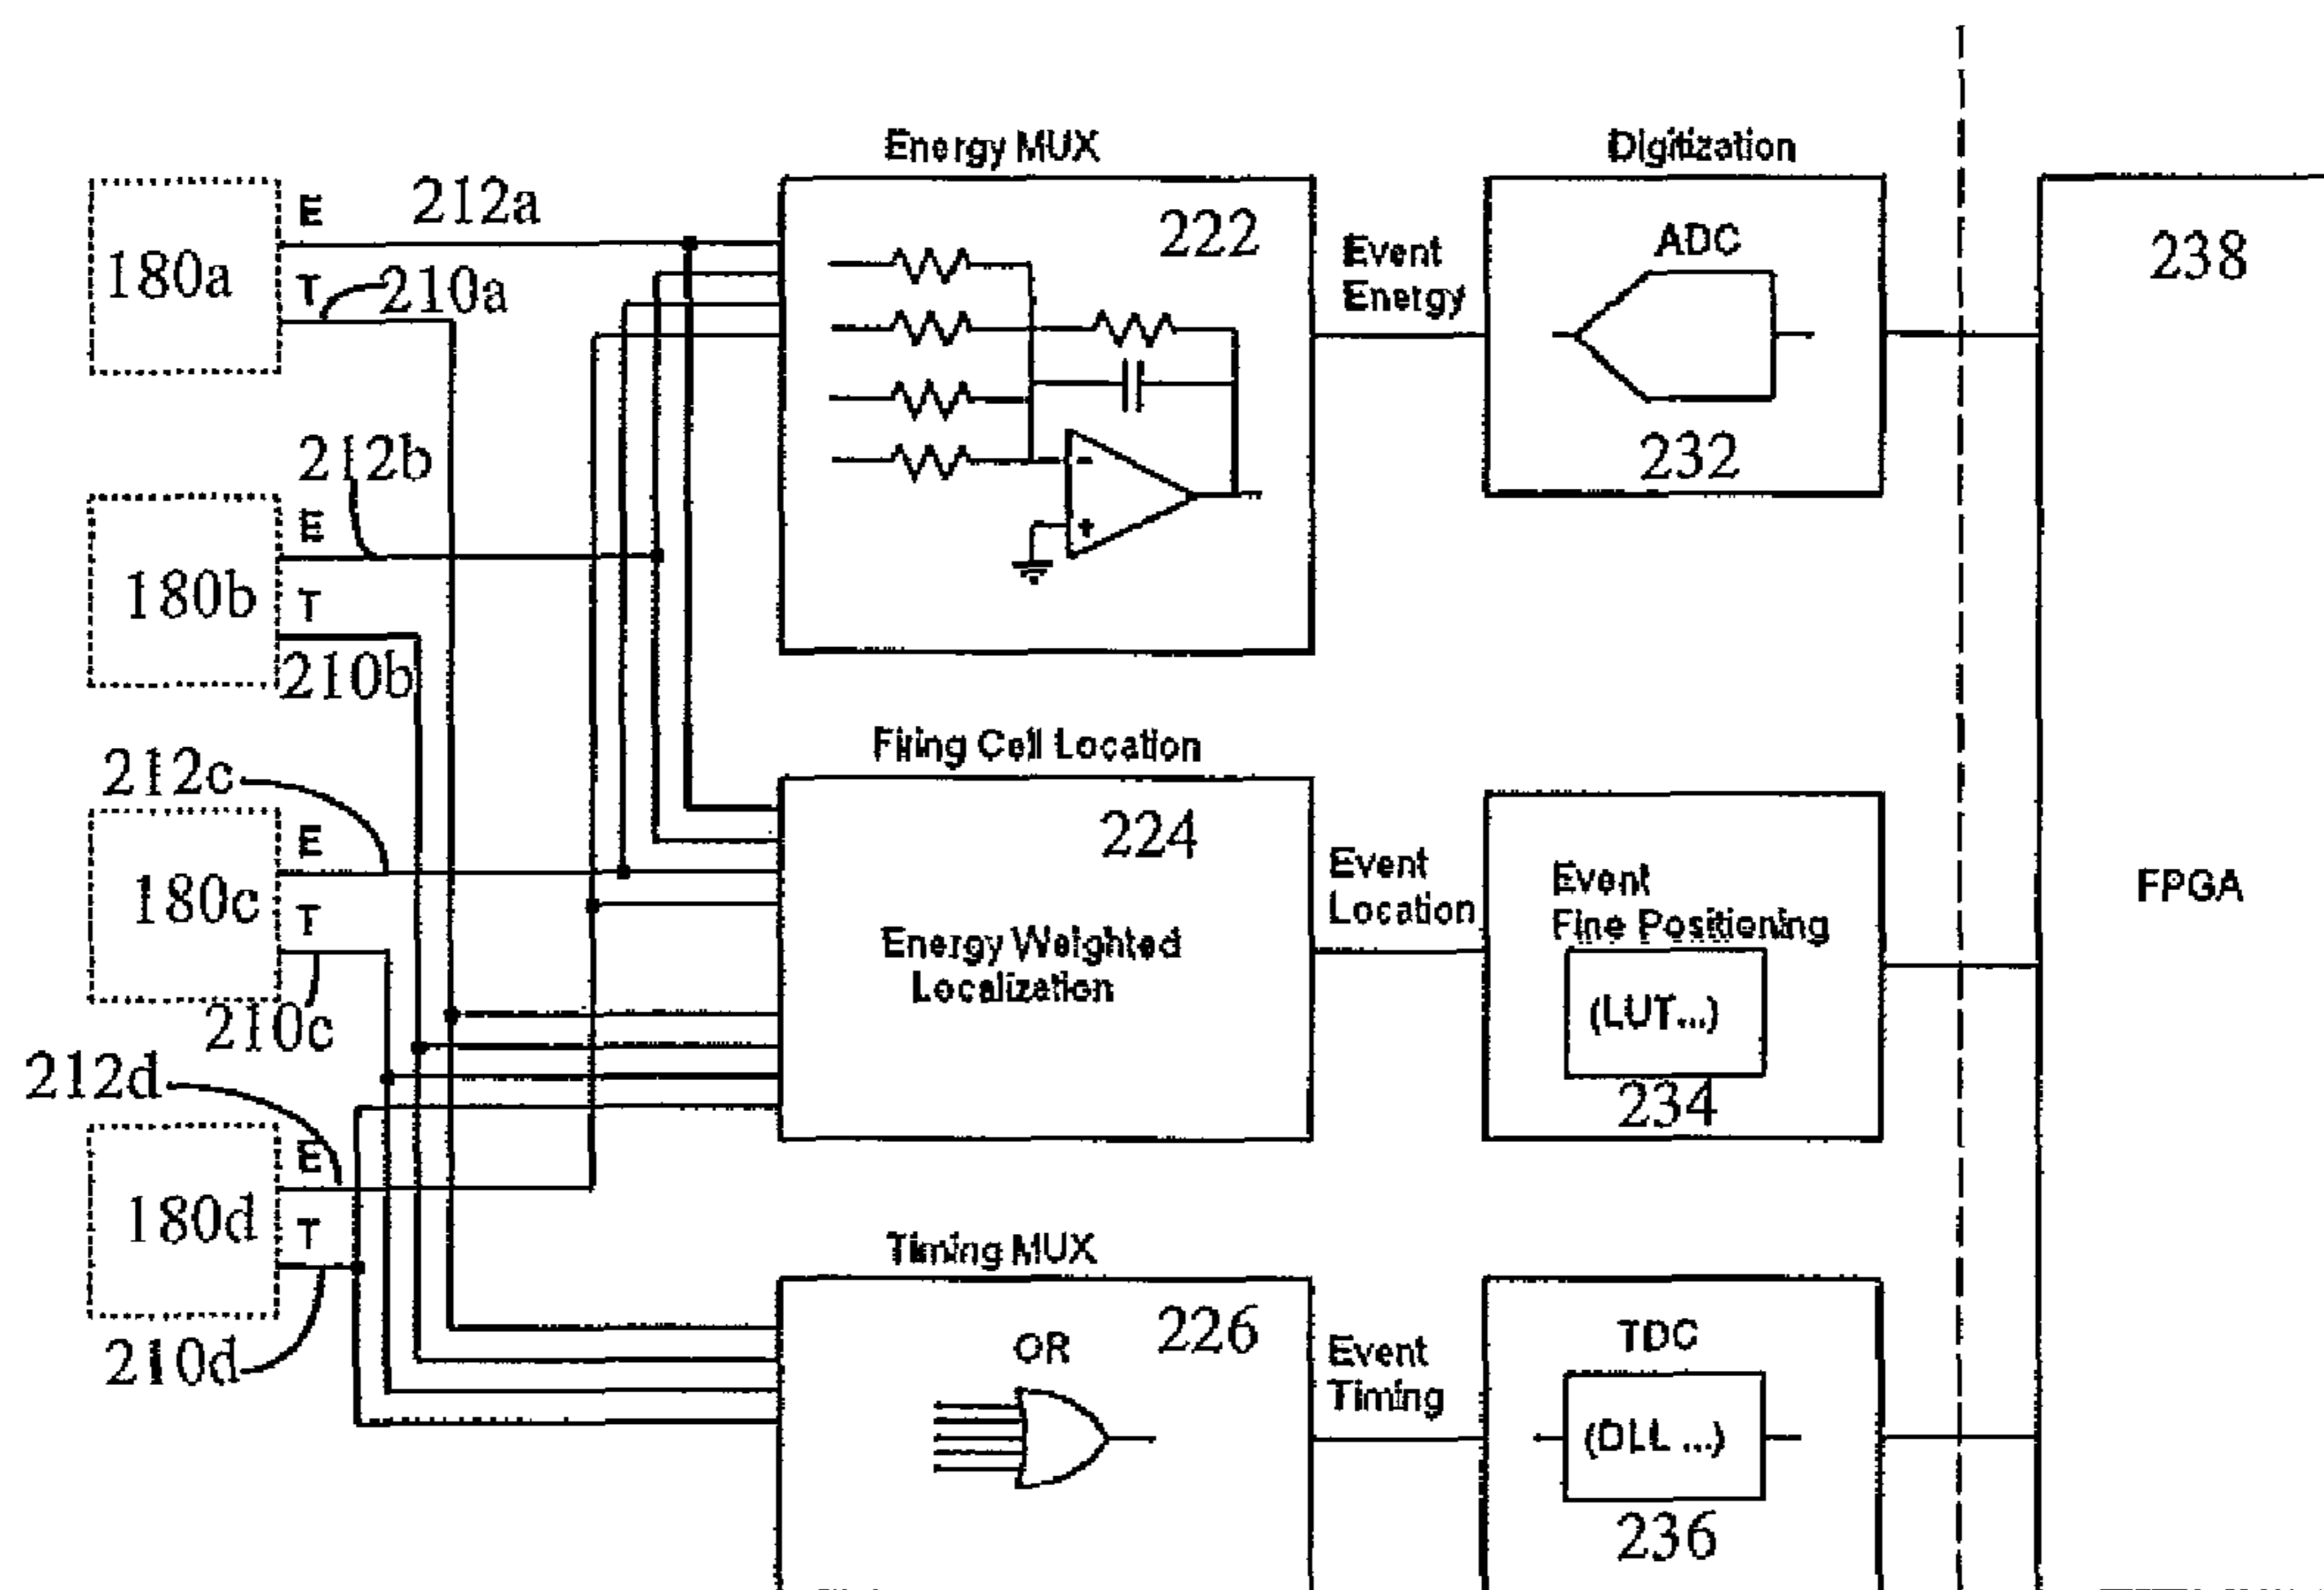 Energy MUX
Digitization
E
212a
180a
T
210a
222
Event
Energy
ADC
232
238
212b
E
180b
T
210b
-
+
Firing Cell Location
212c
E
180c
T
210c
224
Energy Weighted
Localization
Event
Location
Event
Fine Positioning
(LUT...)
234
FPGA
212d
E
180d
T
210d
Timing MUX
226
OR
Event
Timing
TDC
(DLL ...)
236